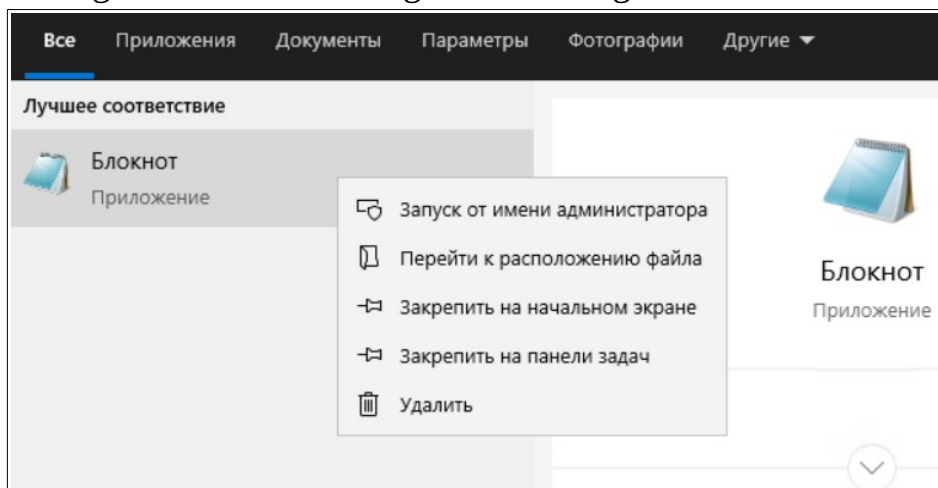 Все Приложения Документы Параметры Фотографии Другие
Лучшее соответствие
Блокнот
Приложение
Запуск от имени администратора
Перейти к расположению файла
Закрепить на начальном экране
Закрепить на панели задач
Удалить
Блокнот
Приложение